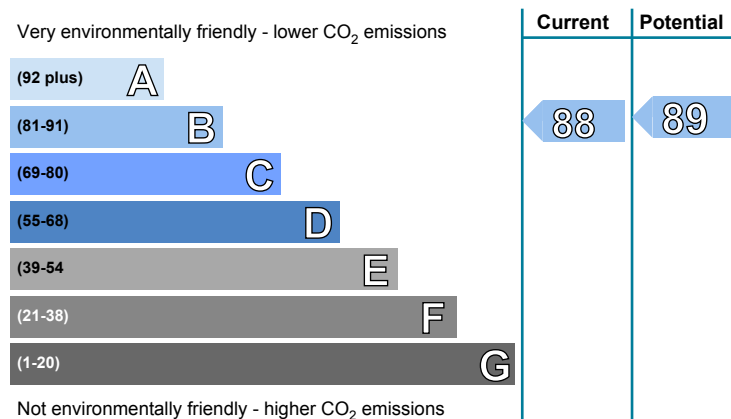 Very environmentally friendly - lower CO2 emissions
Current
Potential
(92 plus) A
(81-91) B
88
89
(69-80) C
(55-68) D
(39-54 E
(21-38) F
(1-20) G
Not environmentally friendly - higher CO2 emissions